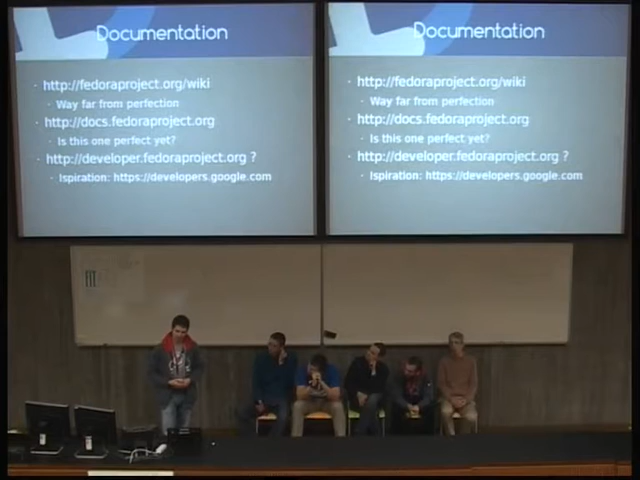 Documentation
http://fedoraproject.org/wiki
Way far from perfection
http://docs.fedoraproject.org
Is this one perfect yet?
http://developer.fedoraproject.org ?
Ispiration: https://developers.google.com
Documentation
http://fedoraproject.org/wiki
Way far from perfection
http://docs.fedoraproject.org
Is this one perfect yet?
http://developer.fedoraproject.org ?
Ispiration: https://developers.google.com